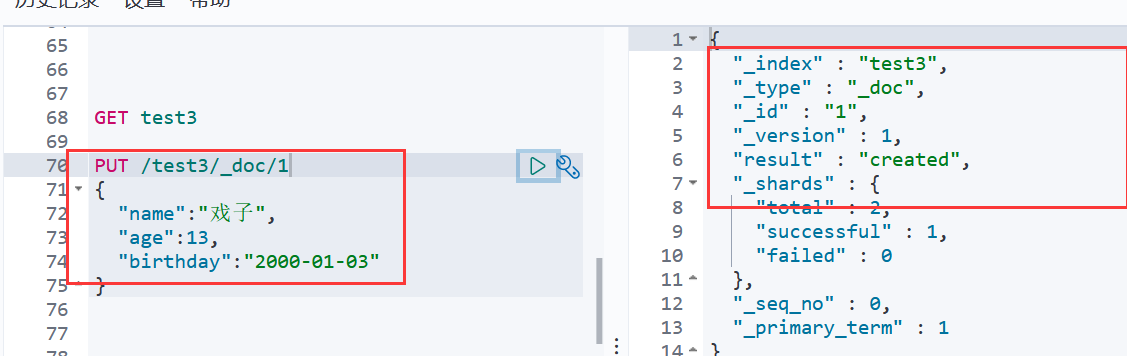 历史记录 设置 帮助
65
66
67
68 GET test3
69
70 PUT /test3/_doc/1
71 {
72 "name":"戏子",
73 "age":13,
74 "birthday":"2000-01-03"
75 }
76
77
1 {
2 "_index" : "test3",
3 "_type" : "_doc",
4 "_id" : "1",
5 "_version" : 1,
6 "result" : "created",
7 "_shards" : {
8 "total" : 2,
9 "successful" : 1,
10 "failed" : 0
11 },
12 "_seq_no" : 0,
13 "_primary_term" : 1
14 }